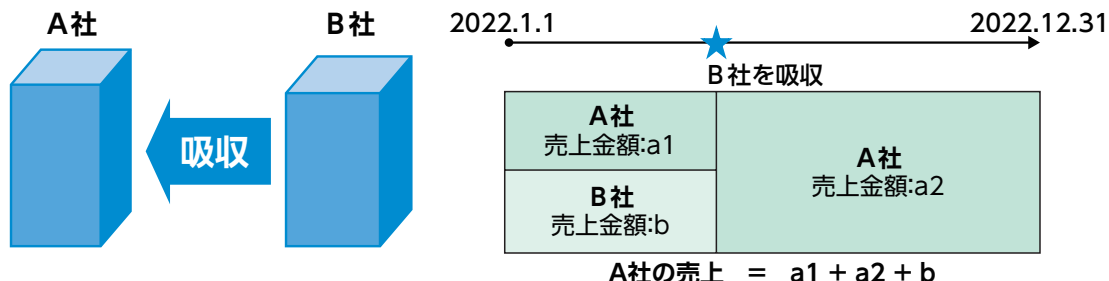 A社
B社
吸収
2022.1.1
2022.12.31
B社を吸収
A社
売上金額:a1
B社
売上金額:b
A社
売上金額:a2
A社の売上 = a1 + a2 + b